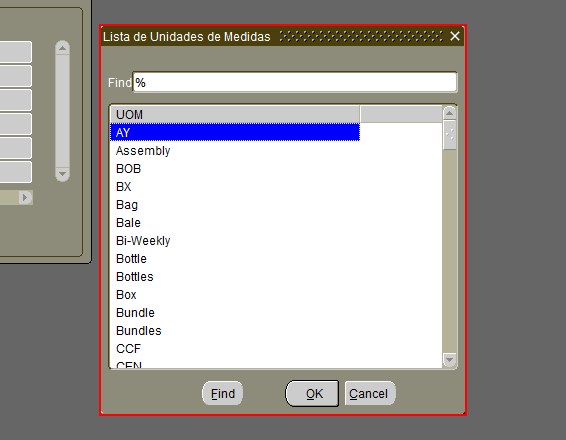 Lista de Unidades de Medidas
Find %
UOM
AY
Assembly
BOB
BX
Bag
Bale
Bi-Weekly
Bottle
Bottles
Box
Bundle
Bundles
CCF
CEN
Find OK Cancel